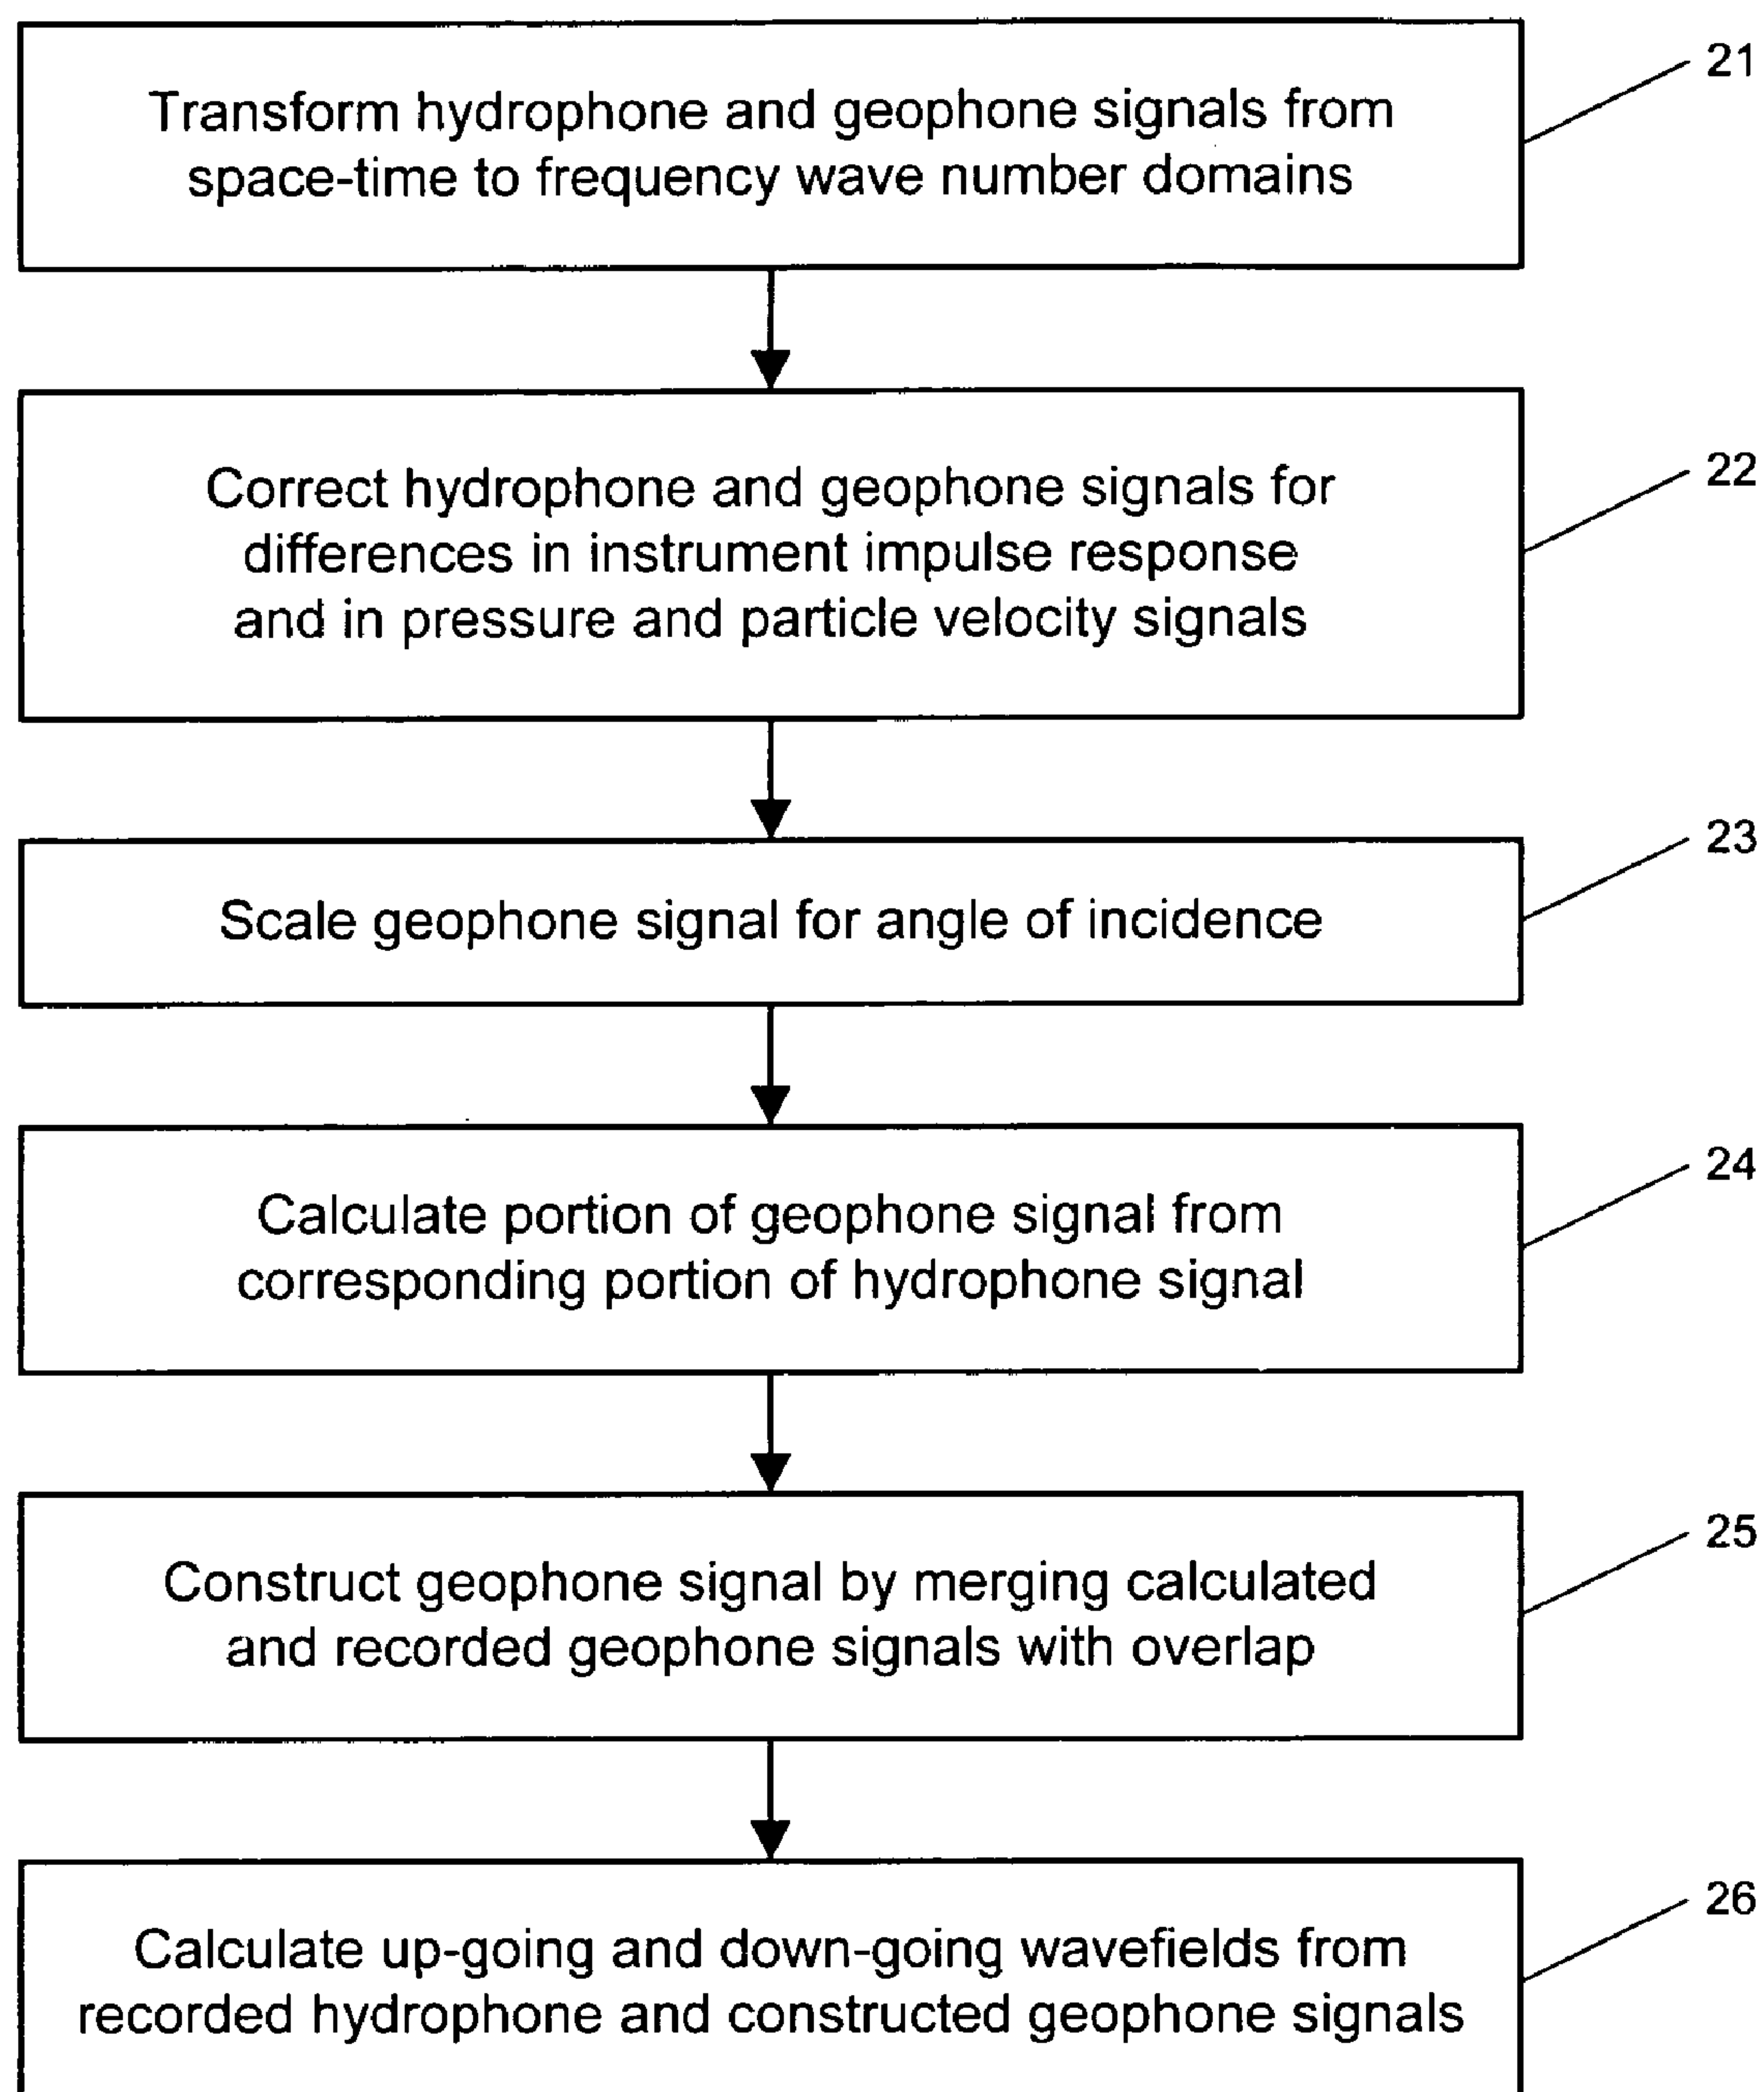 21
Transform hydrophone and geophone signals from
space-time to frequency wave number domains
22
Correct hydrophone and geophone signals for
differences in instrument impulse response
and in pressure and particle velocity signals
23
Scale geophone signal for angle of incidence
24
Calculate portion of geophone signal from
corresponding portion of hydrophone signal
25
Construct geophone signal by merging calculated
and recorded geophone signals with overlap
26
Calculate up-going and down-going wavefields from
recorded hydrophone and constructed geophone signals